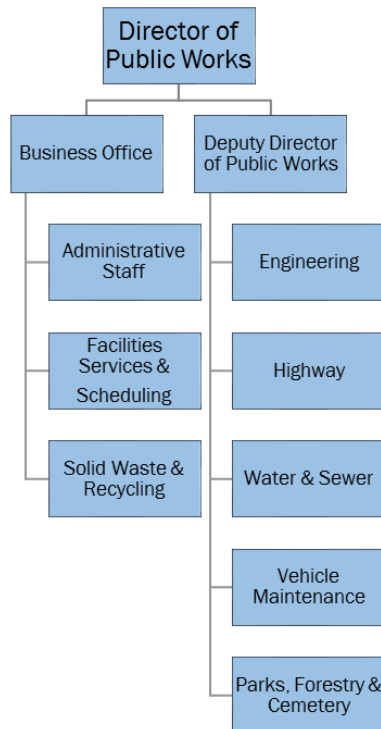 Director of
Public Works
Business Office
Deputy Director
of Public Works
Administrative
Staff
Facilities
Services &
Scheduling
Solid Waste &
Recycling
Engineering
Highway
Water & Sewer
Vehicle
Maintenance
Parks, Forestry &
Cemetery